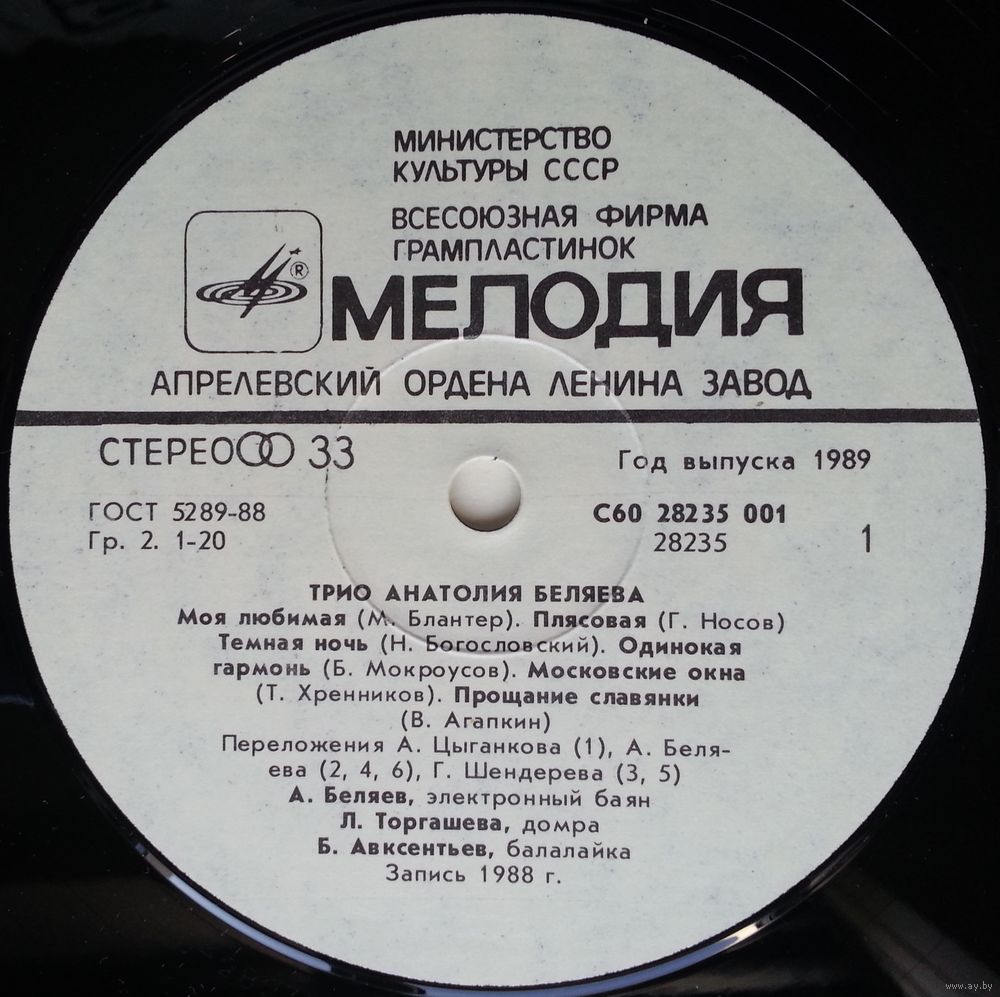 МИНИСТЕРСТВО
КУЛЬТУРЫ СССР
ВСЕСОЮЗНАЯ ФИРМА
ГРАМПЛАСТИНОК
®
МЕЛОДИЯ
АПРЕЛЕВСКИЙ ОРДЕНА ЛЕНИНА ЗАВОД
СТЕРЕО 33
Год выпуска 1989
ГОСТ 5289-88
Гр. 2. 1-20
С60 28235 001
28235 1
ТРИО АНАТОЛИЯ БЕЛЯЕВА
Моя любимая (М. Блантер). Плясовая (Г. Носов)
Темная ночь (Н. Богословский). Одинокая
гармонь (Б. Мокроусов). Московские окна
(Т. Хренников). Прощание славянки
(В. Агапкин)
Переложения А. Цыганкова (1), А. Беля-
ева (2, 4, 6), Г. Шендерева (3, 5)
А. Беляев, электронный баян
Л. Торгашева, домра
Б. Авксентьев, балалайка
Запись 1988 г.
www.ay.by